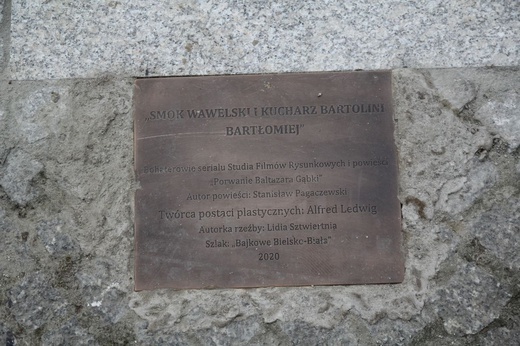 „SMOK WAWELSKI I KUCHARZ BARTOLINI
BARTŁOMIEJ”
Bohaterowie serialu Studia Filmów Rysunkowych i powieści
„Porwanie Baltazara Gąbki”
Autor powieści: Stanisław Pagaczewski
Twórca postaci plastycznych: Alfred Ledwig
Autorka rzeźby: Lidia Sztwiertnia
Szlak: „Bajkowe Bielsko-Biała”
2020